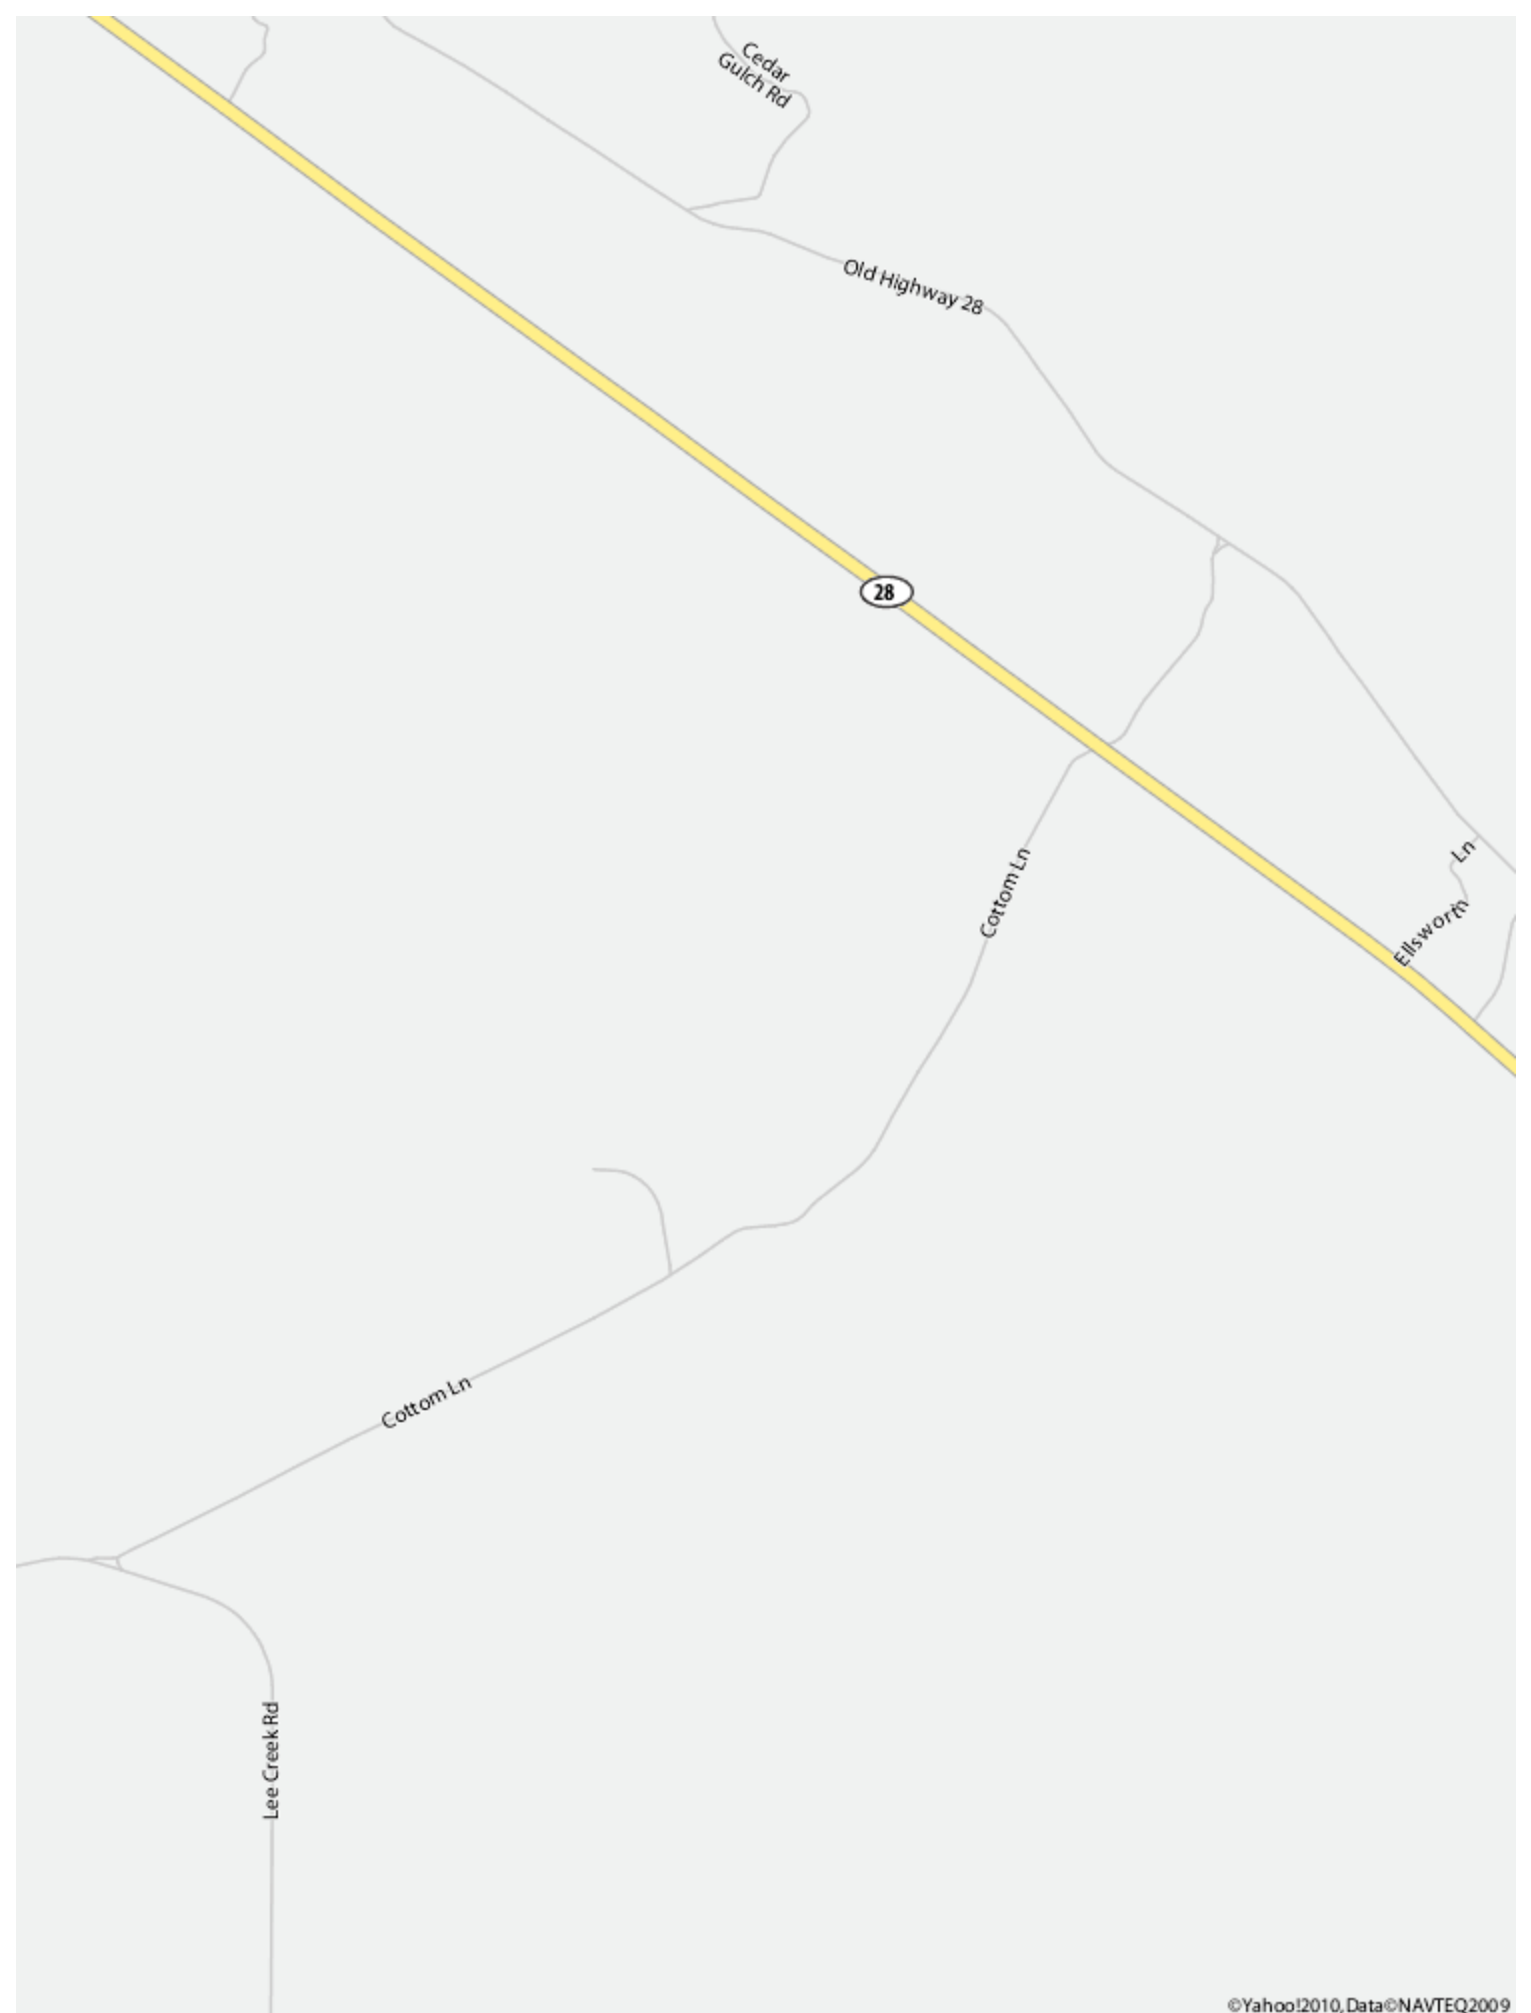 Cedar
Gulch Rd
Old Highway 28
28
Ln
Ellsworth
Cottom Ln
Cottom Ln
Lee Creek Rd
©Yahoo!2010, Data©NAVTEQ2009